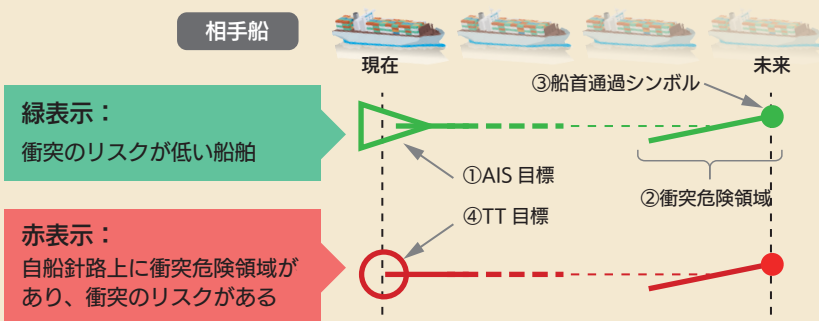 相手船
現在
未来
③船首通過シンボル
緑表示：
衝突のリスクが低い船舶
①AIS 目標
②衝突危険領域
④TT 目標
赤表示：
自船針路上に衝突危険領域が
あり、衝突のリスクがある